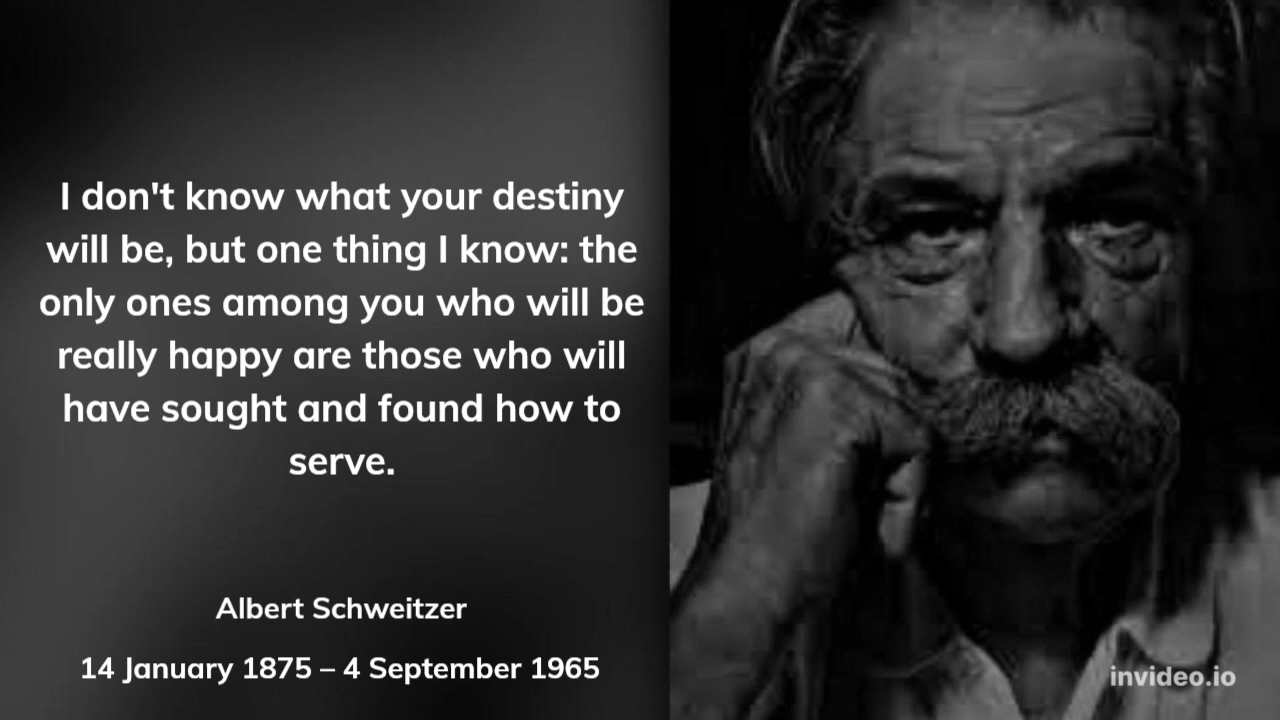 I don't know what your destiny
will be, but one thing I know: the
only ones among you who will be
really happy are those who will
have sought and found how to
serve.
Albert Schweitzer
14 January 1875 – 4 September 1965
invideo.io